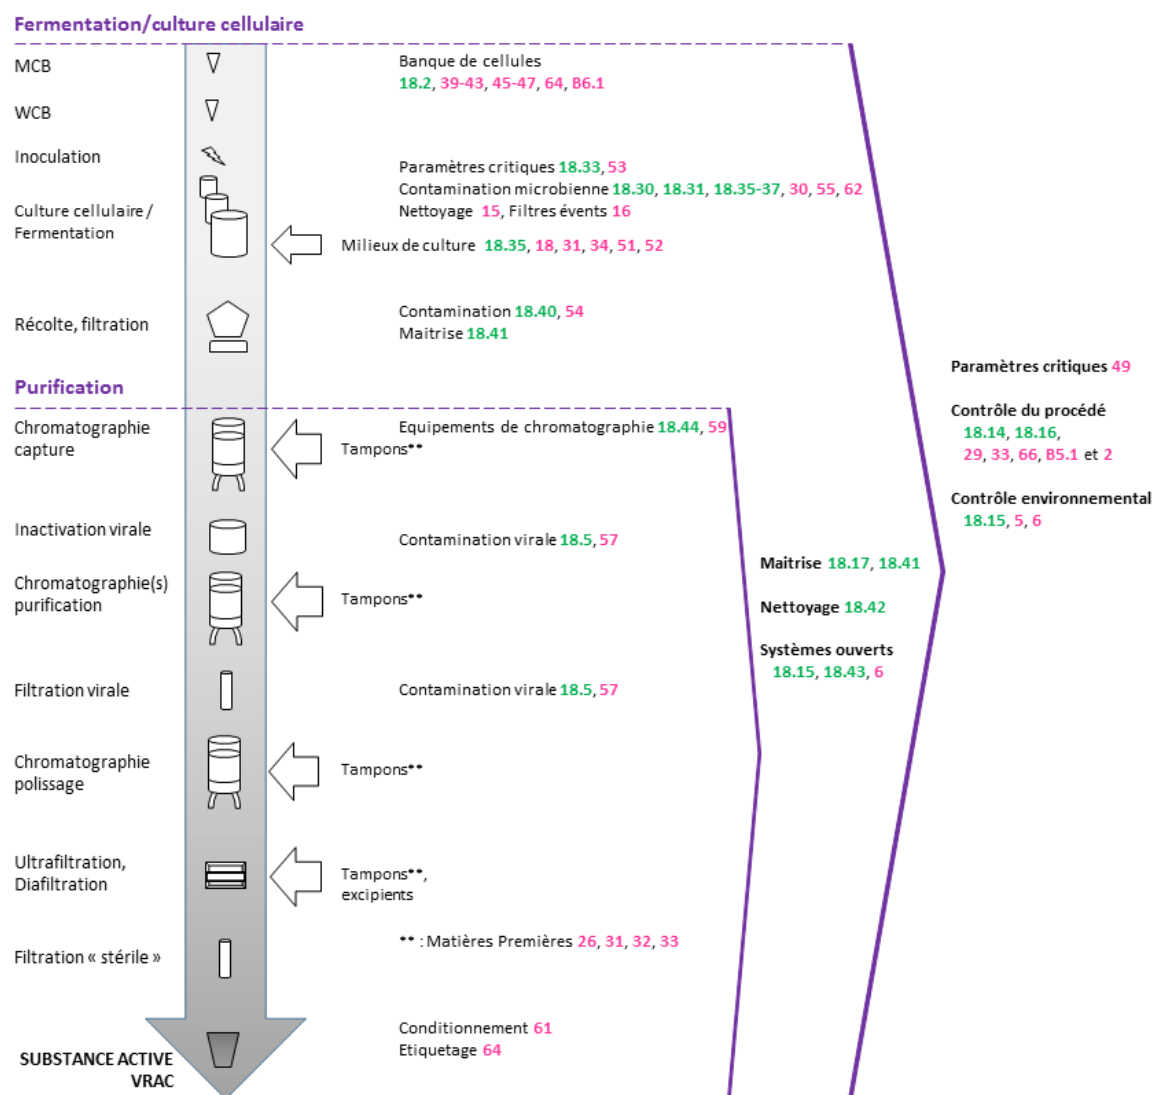 Fermentation/culture cellulaire
MCB
Banque de cellules
18.2, 39-43, 45-47, 64, B6.1
WCB
Inoculation
Paramètres critiques 18.33, 53
Contamination microbienne 18.30, 18.31, 18.35-37, 30, 55, 62
Nettoyage 15, Filtres évents 16
Culture cellulaire /
Fermentation
Milieux de culture 18.35, 18, 31, 34, 51, 52
Récolte, filtration
Contamination 18.40, 54
Maitrise 18.41
Purification
Chromatographie
capture
Equipements de chromatographie 18.44, 59
Tampons**
Inactivation virale
Contamination virale 18.5, 57
Chromatographie(s)
purification
Tampons**
Filtration virale
Contamination virale 18.5, 57
Chromatographie
polissage
Tampons**
Ultrafiltration,
Diafiltration
Tampons**,
excipients
Filtration « stérile »
** : Matières Premières 26, 31, 32, 33
Conditionnement 61
Etiquetage 64
SUBSTANCE ACTIVE
VRAC
Maitrise 18.17, 18.41
Nettoyage 18.42
Systèmes ouverts
18.15, 18.43, 6
Paramètres critiques 49
Contrôle du procédé
18.14, 18.16,
29, 33, 66, B5.1 et 2
Contrôle environnemental
18.15, 5, 6